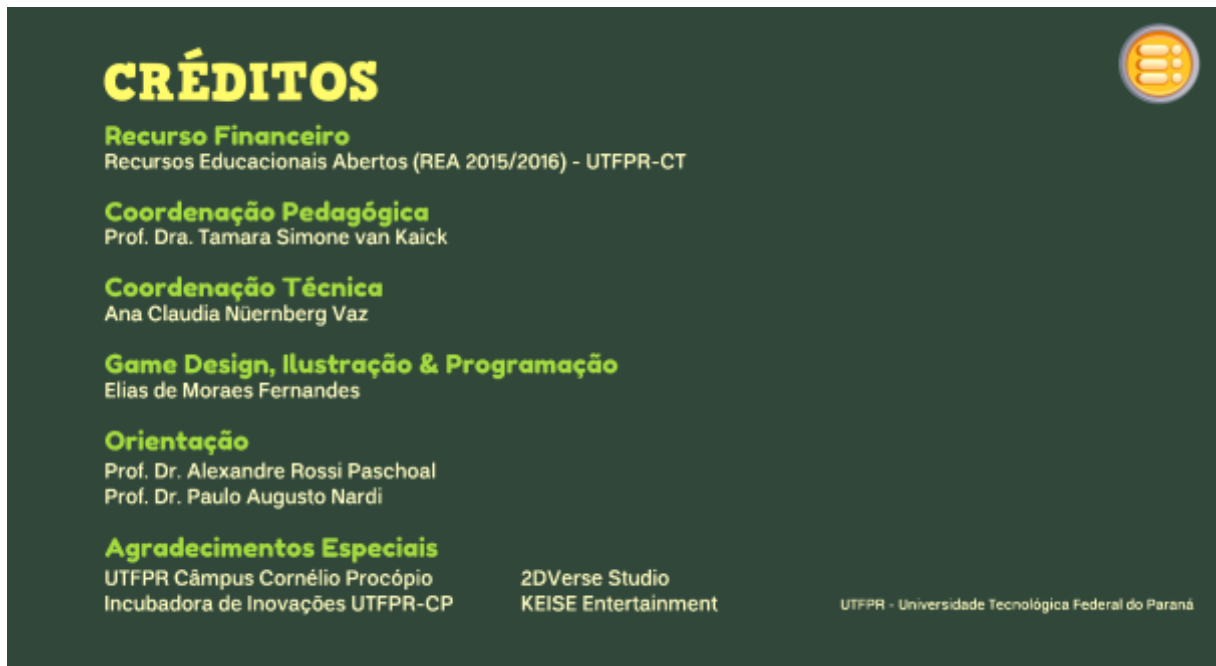 CRÉDITOS
Recurso Financeiro
Recursos Educacionais Abertos (REA 2015/2016) - UTFPR-CT
Coordenação Pedagógica
Prof. Dra. Tamara Simone van Kaick
Coordenação Técnica
Ana Claudia Nüernberg Vaz
Game Design, Ilustração & Programação
Elias de Moraes Fernandes
Orientação
Prof. Dr. Alexandre Rossi Paschoal
Prof. Dr. Paulo Augusto Nardi
Agradecimentos Especiais
UTFPR Câmpus Cornélio Procópio
Incubadora de Inovações UTFPR-CP
2DVerse Studio
KEISE Entertainment
UTFPR - Universidade Tecnológica Federal do Paraná